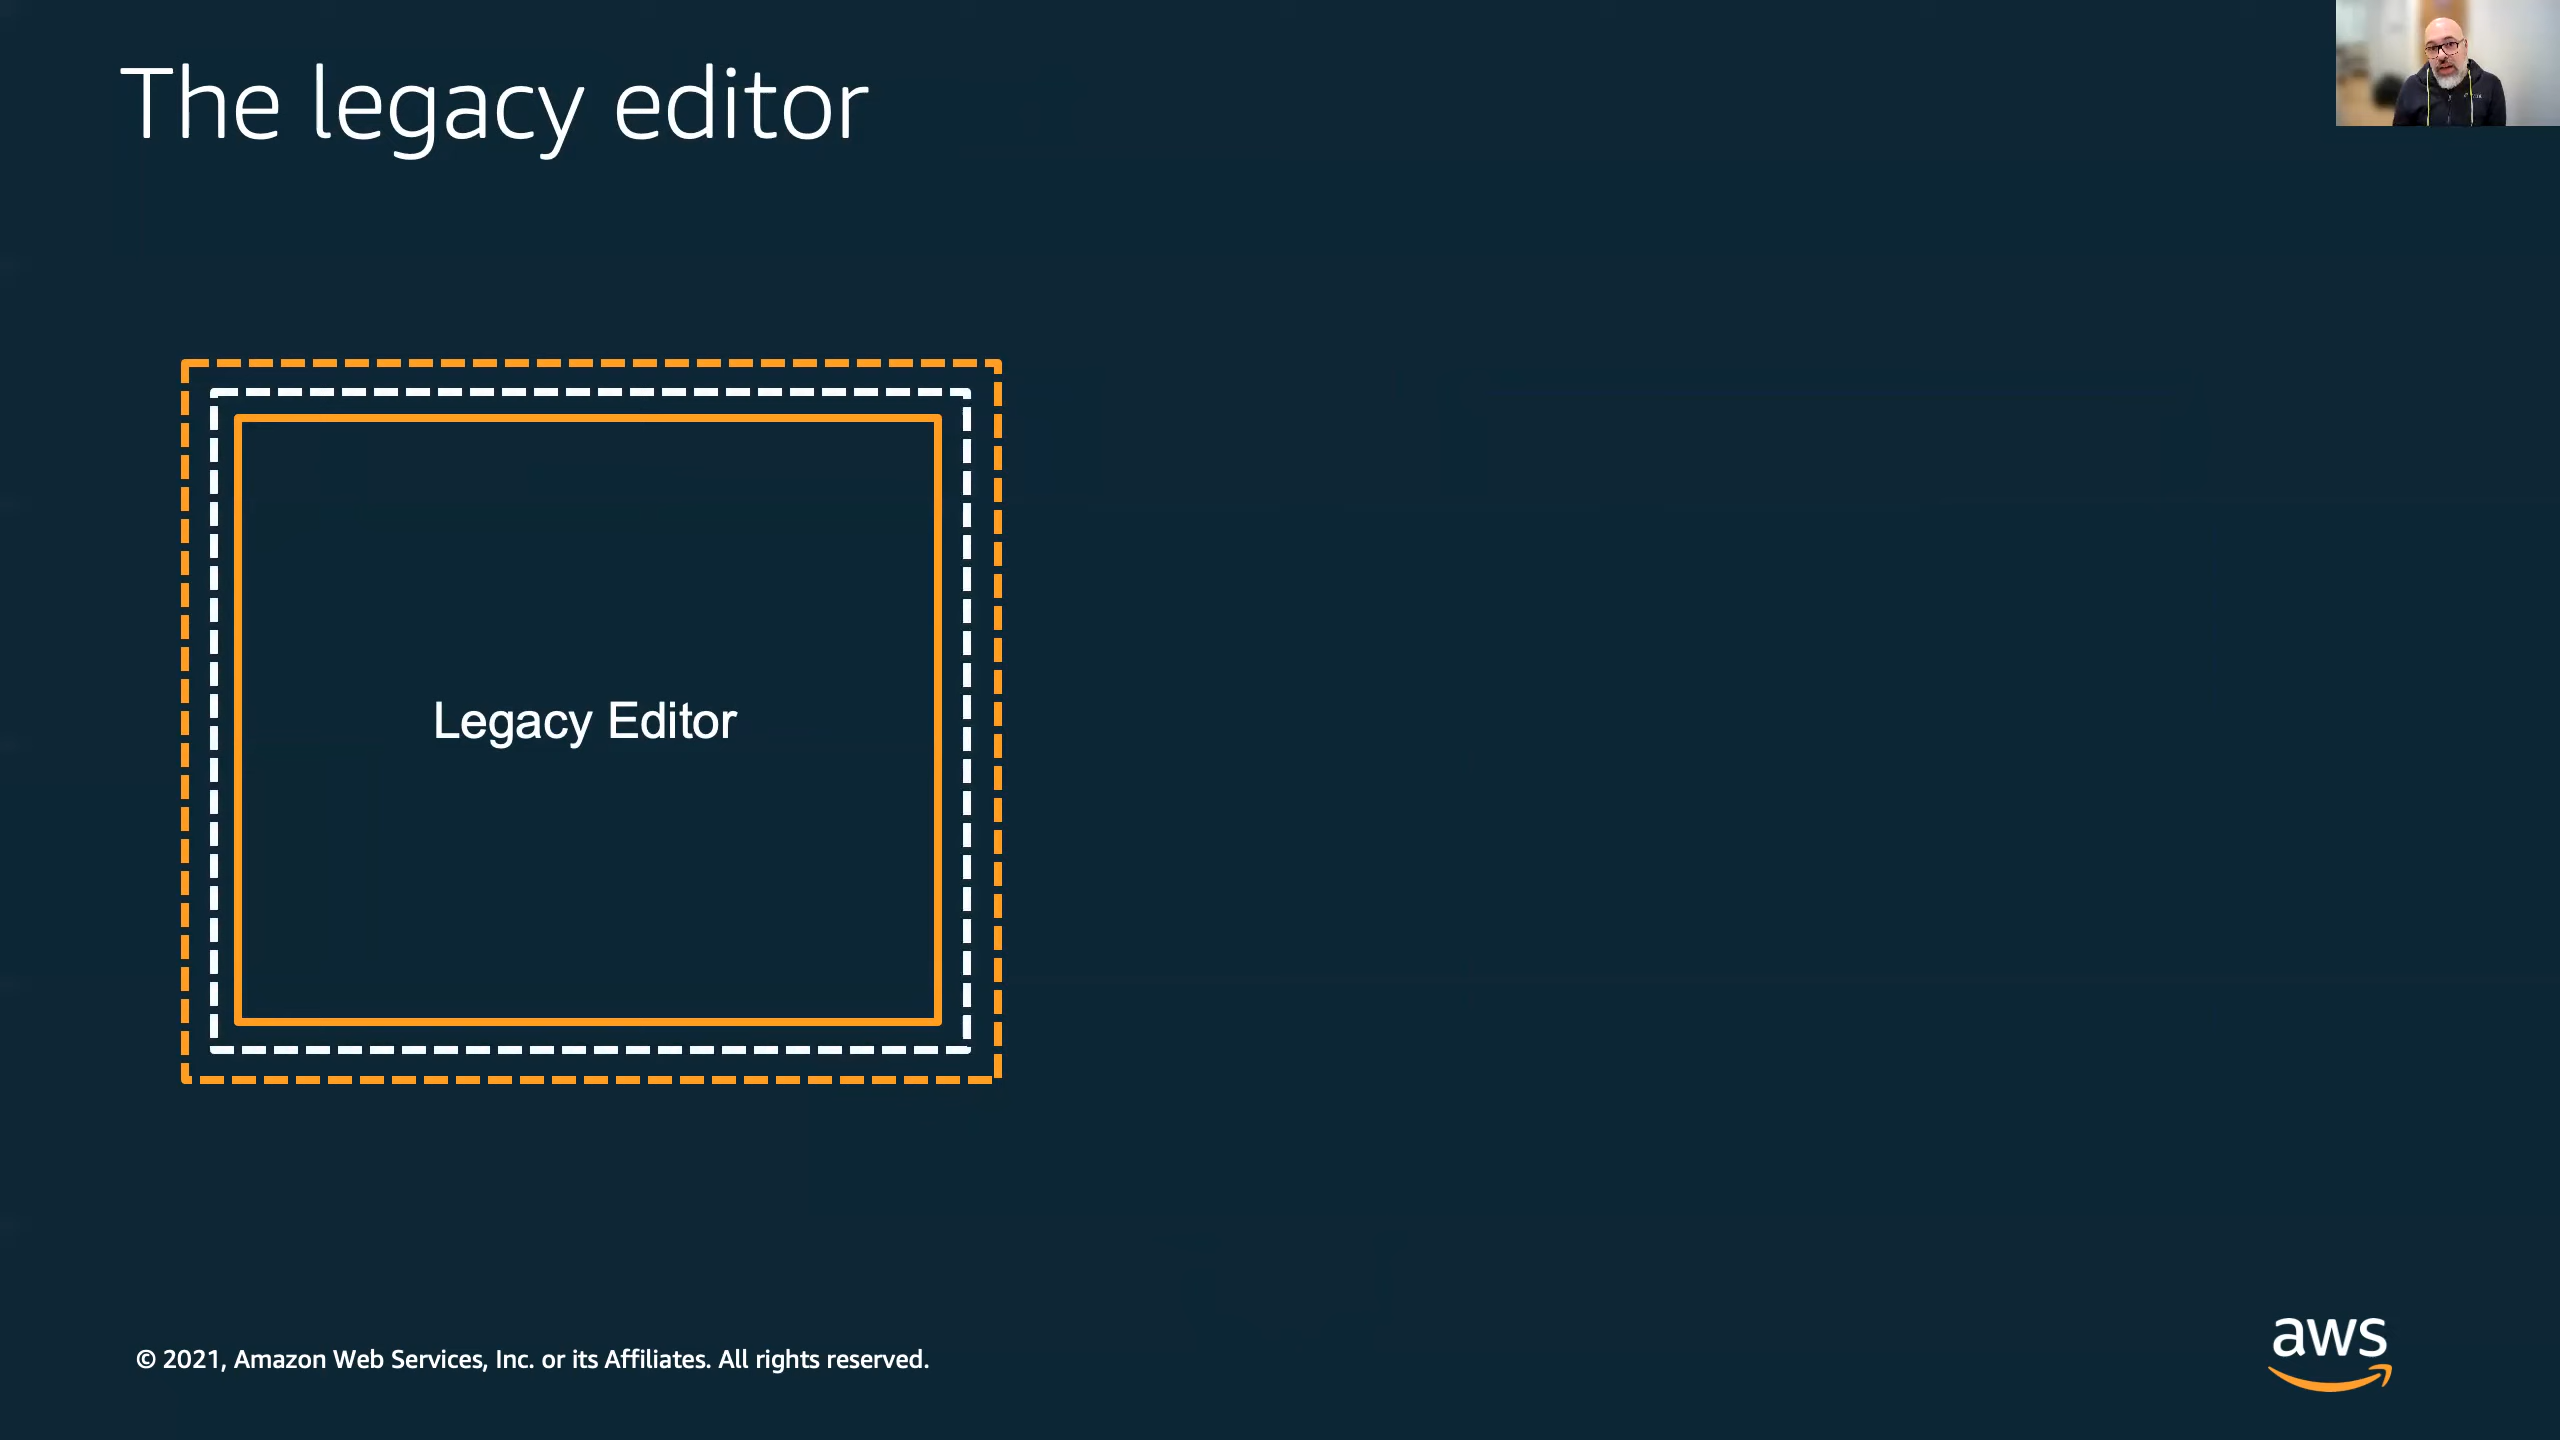 The legacy editor
Legacy Editor
© 2021, Amazon Web Services, Inc. or its Affiliates. All rights reserved.
aws